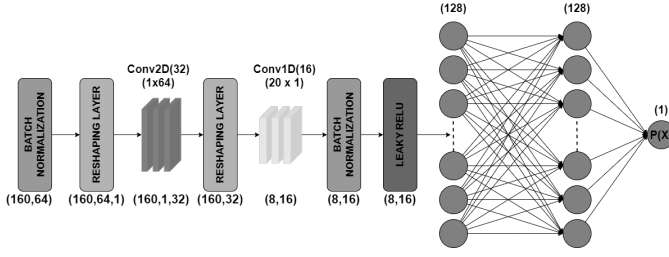 (128)
(128)
(1)
Conv2D(32)
(1x64)
Conv1D(16)
(20 x 1)
BATCH
NORMALIZATION
RESHAPING LAYER
RESHAPING LAYER
BATCH
NORMALIZATION
LEAKY RELU
P(X
(160,64)
(160,64,1)
(160,1,32)
(160,32)
(8,16)
(8,16)
(8,16)